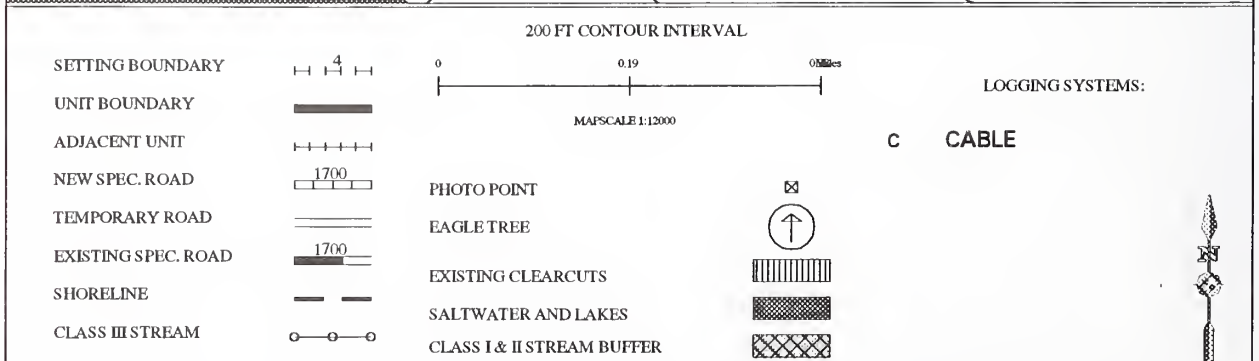 200 FT CONTOUR INTERVAL
SETTING BOUNDARY 4
UNIT BOUNDARY
ADJACENT UNIT
NEW SPEC. ROAD 1700
TEMPORARY ROAD
EXISTING SPEC. ROAD 1700
SHORELINE
CLASS III STREAM
0 0.19
MAPSCALE 1:12000
PHOTO POINT
EAGLE TREE
EXISTING CLEARCUTS
SALTWATER AND LAKES
CLASS I & II STREAM BUFFER
LOGGING SYSTEMS:
C CABLE
N